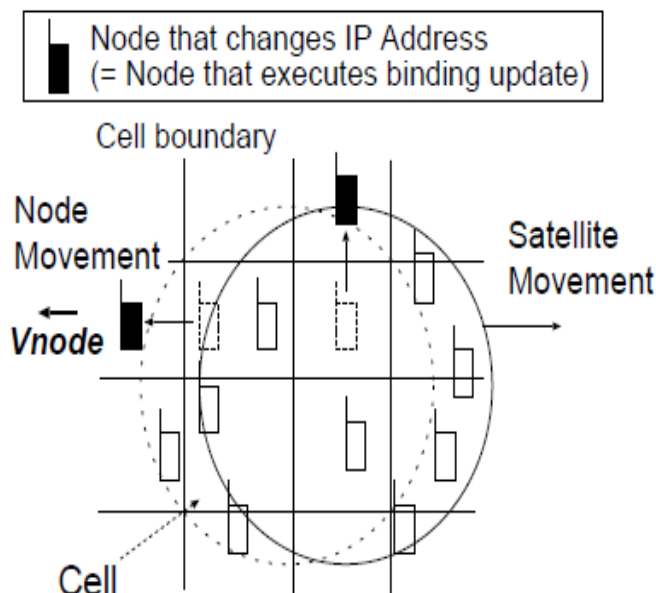 Node that changes IP Address
(= Node that executes binding update)
Cell boundary
Node
Movement
Vnode
Satellite
Movement
Cell